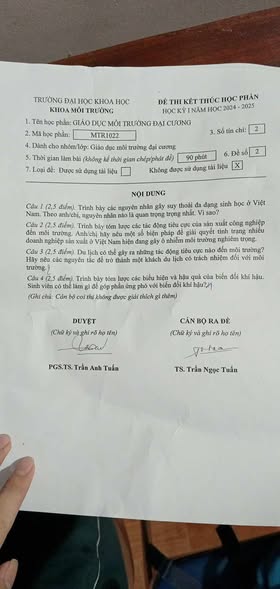 TRƯỜNG ĐẠI HỌC KHOA HỌC
KHOA MÔI TRƯỜNG
ĐỀ THI KẾT THÚC HỌC PHẦN
HỌC KỲ I NĂM HỌC 2024 - 2025
1. Tên học phần: GIÁO DỤC MÔI TRƯỜNG ĐẠI CƯƠNG
2. Mã học phần: MTR1022
3. Số tín chỉ: 2
4. Dành cho nhóm/lớp: Giáo dục môi trường đại cương
5. Thời gian làm bài (không kể thời gian chép/phát đề) 90 phút
6. Đề số 2
7. Loại đề: Được sử dụng tài liệu
Không được sử dụng tài liệu X
NỘI DUNG
Câu 1 (2,5 điểm). Trình bày các nguyên nhân gây suy thoái đa dạng sinh học ở Việt
Nam. Theo anh/chị, nguyên nhân nào là quan trọng nhất. Vì sao?
Câu 2 (2,5 điểm). Trình bày tóm lược các tác động tiêu cực của sản xuất công nghiệp
đến môi trường. Anh/chị hãy nêu một số biện pháp để giải quyết tình trạng nhiều
doanh nghiệp sản xuất ở Việt Nam hiện đang gây ô nhiễm môi trường nghiêm trọng.
Câu 3 (2,5 điểm). Du lịch có thể gây ra những tác động tiêu cực nào đến môi trường?
Hãy nêu các nguyên tắc để trở thành một khách du lịch có trách nhiệm đối với môi
trường.
Câu 4 (2,5 điểm). Trình bày tóm lược các biểu hiện và hậu quả của biến đổi khí hậu.
Sinh viên có thể làm gì để góp phần ứng phó với biến đổi khí hậu?
(Ghi chú: Cán bộ coi thi không được giải thích gì thêm)
DUYỆT
(Chữ ký và ghi rõ họ tên)
CÁN BỘ RA ĐỀ
(Chữ ký và ghi rõ họ tên)
PGS.TS. Trần Anh Tuấn
TS. Trần Ngọc Tuấn